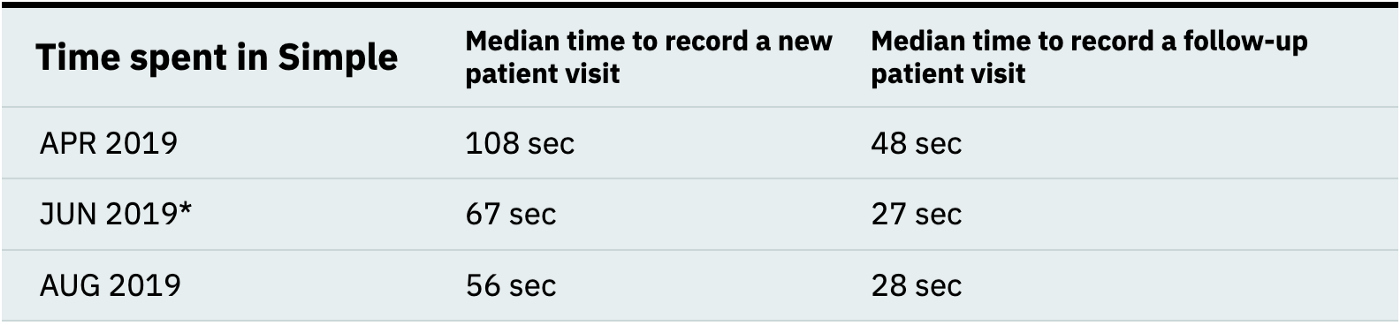 Time spent in Simple
Median time to record a new
patient visit
Median time to record a follow-up
patient visit
APR 2019 108 sec 48 sec
JUN 2019* 67 sec 27 sec
AUG 2019 56 sec 28 sec